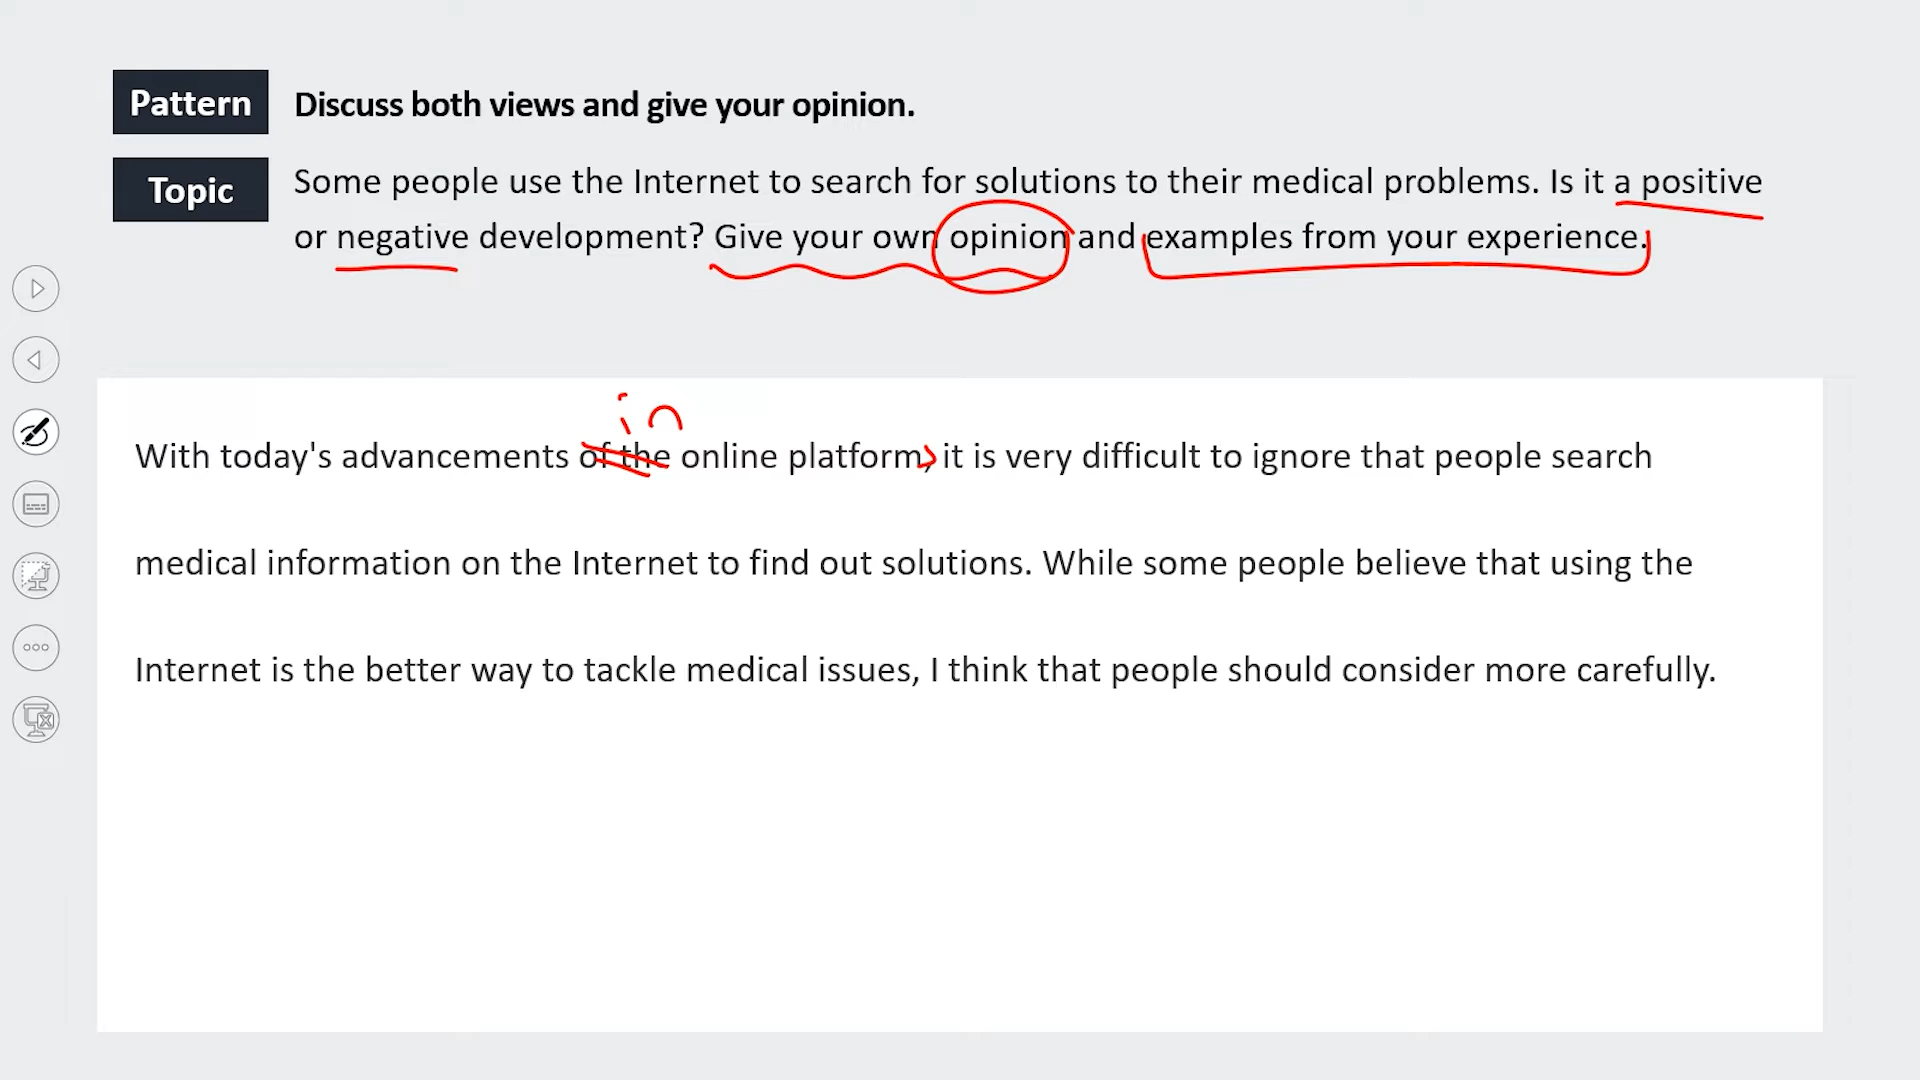 Pattern Discuss both views and give your opinion.
Topic Some people use the Internet to search for solutions to their medical problems. Is it a positive
or negative development? Give your own opinion and examples from your experience.
in
With today's advancements of the online platform, it is very difficult to ignore that people search
medical information on the Internet to find out solutions. While some people believe that using the
Internet is the better way to tackle medical issues, I think that people should consider more carefully.